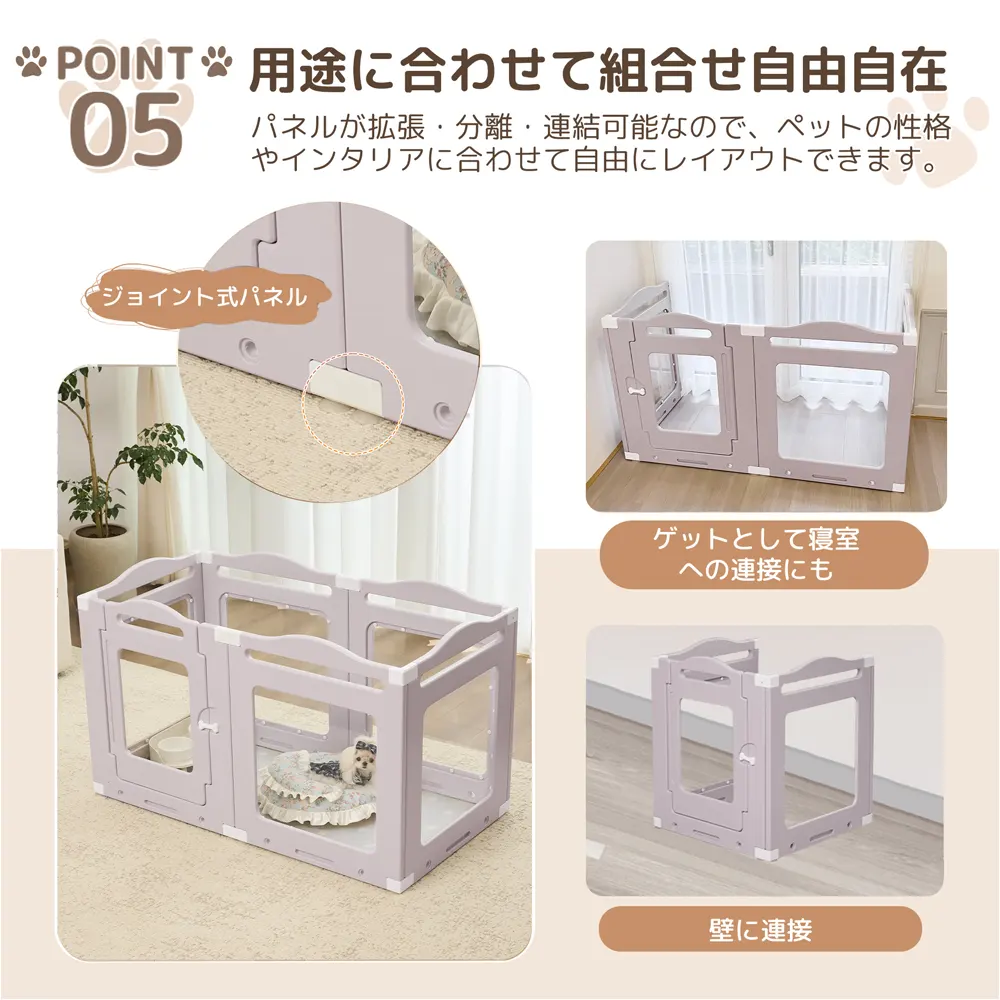 POINT
05
用途に合わせて組合せ自由自在
パネルが拡張・分離・連結可能なので、ペットの性格
やインタリアに合わせて自由にレイアウトできます。
ジョイント式パネル
ゲットとして寝室
への連接にも
壁に連接